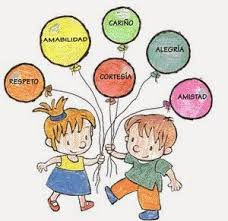 CARIÑO
AMABILIDAD
ALEGRÍA
RESPETO
CORTESÍA
AMISTAD